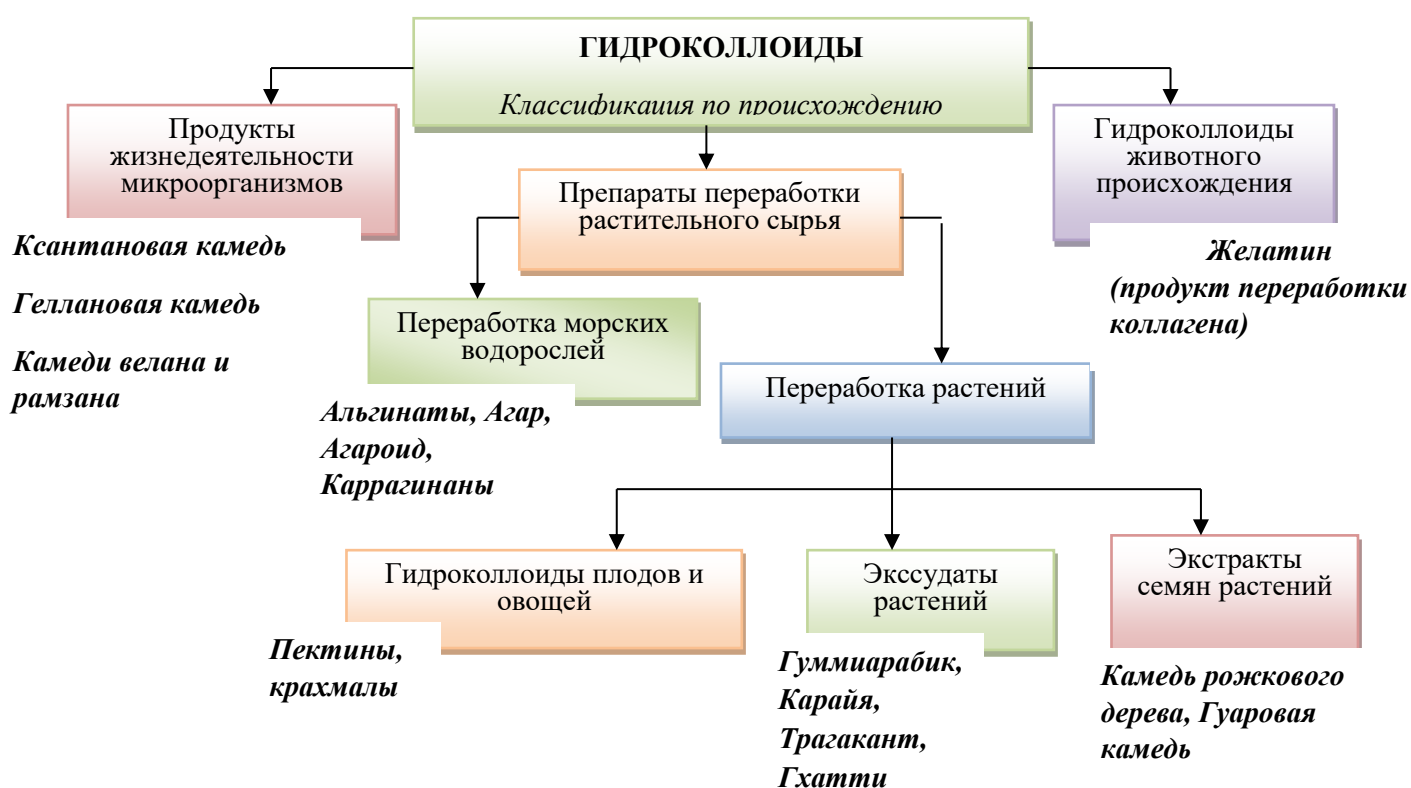 ГИДРОКОЛЛОИДЫ
Классификация по происхождению
Продукты
жизнедеятельности
микроорганизмов
Ксантановая камедь
Геллановая камедь
Камеди велана и
рамзана
Препараты переработки
растительного сырья
Гидроколлоиды
животного
происхождения
Желатин
(продукт переработки
коллагена)
Переработка морских
водорослей
Альгинаты, Агар,
Агароид,
Каррагинаны
Переработка растений
Гидроколлоиды плодов и
овощей
Пектины,
крахмалы
Экссудаты
растений
Гуммиарабик,
Карайя,
Трагакант,
Гхатти
Экстракты
семян растений
Камедь рожкового
дерева, Гуаровая
камедь